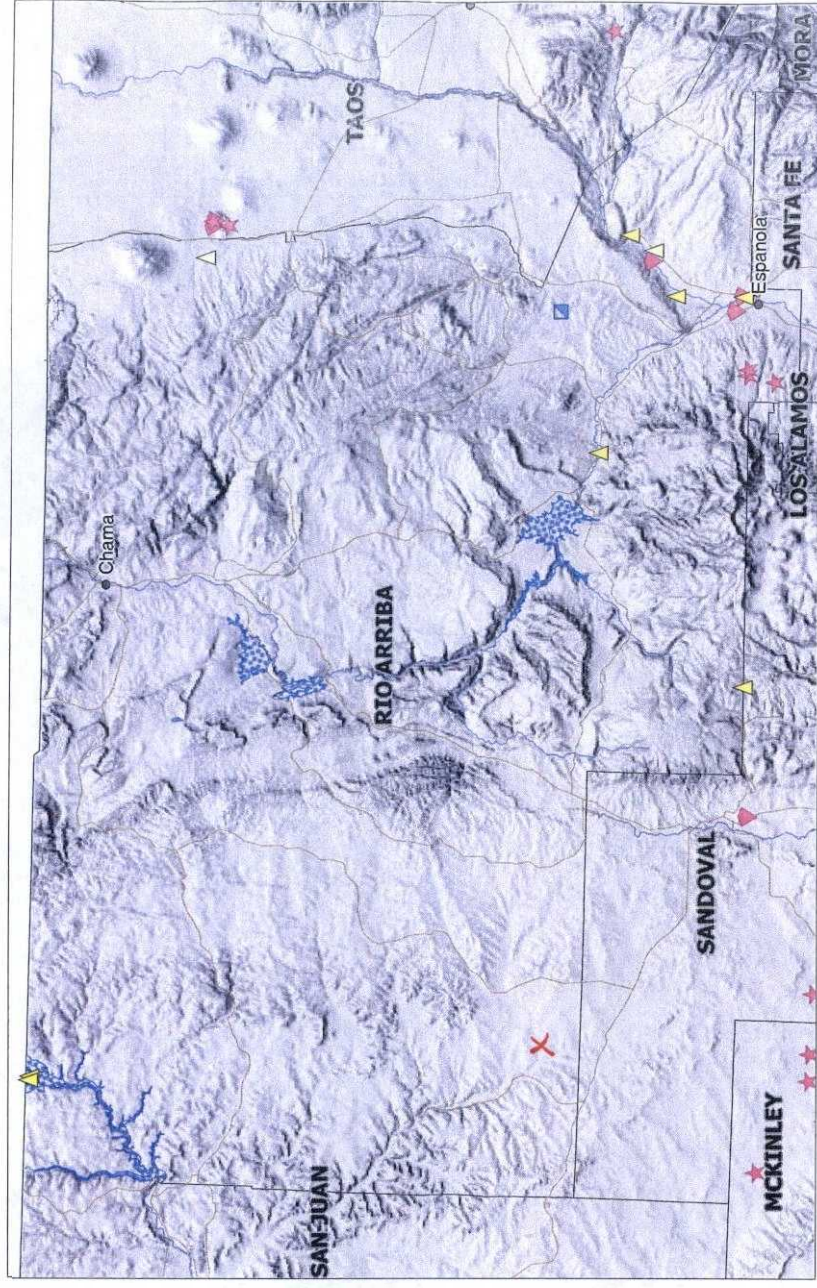 Chama
TAOS
RIO ARRIBA
Espanola
SANTA FE
MORA
LOS ALAMOS
SANDOVAL
SAN JUAN
MCKINLEY
X